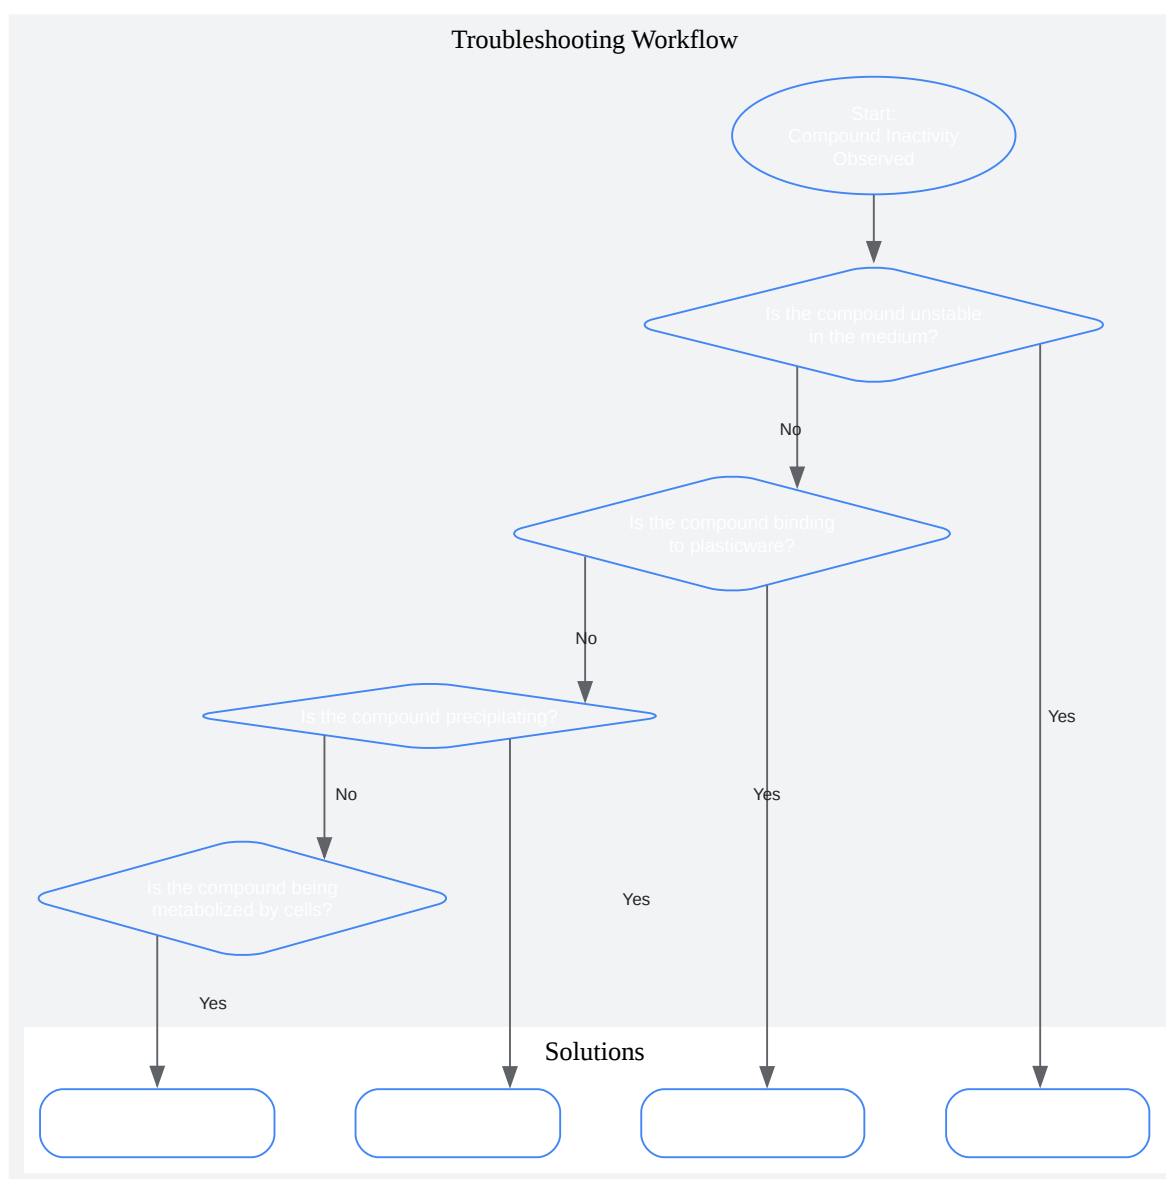 Troubleshooting Workflow
Start:
Compound Inactivity
Observed
Is the compound unstable
in the medium?
No
Is the compound binding
to plasticware?
No
Is the compound precipitating?
Yes
No
Yes
Is the compound being
metabolized by cells?
Yes
Yes
Solutions